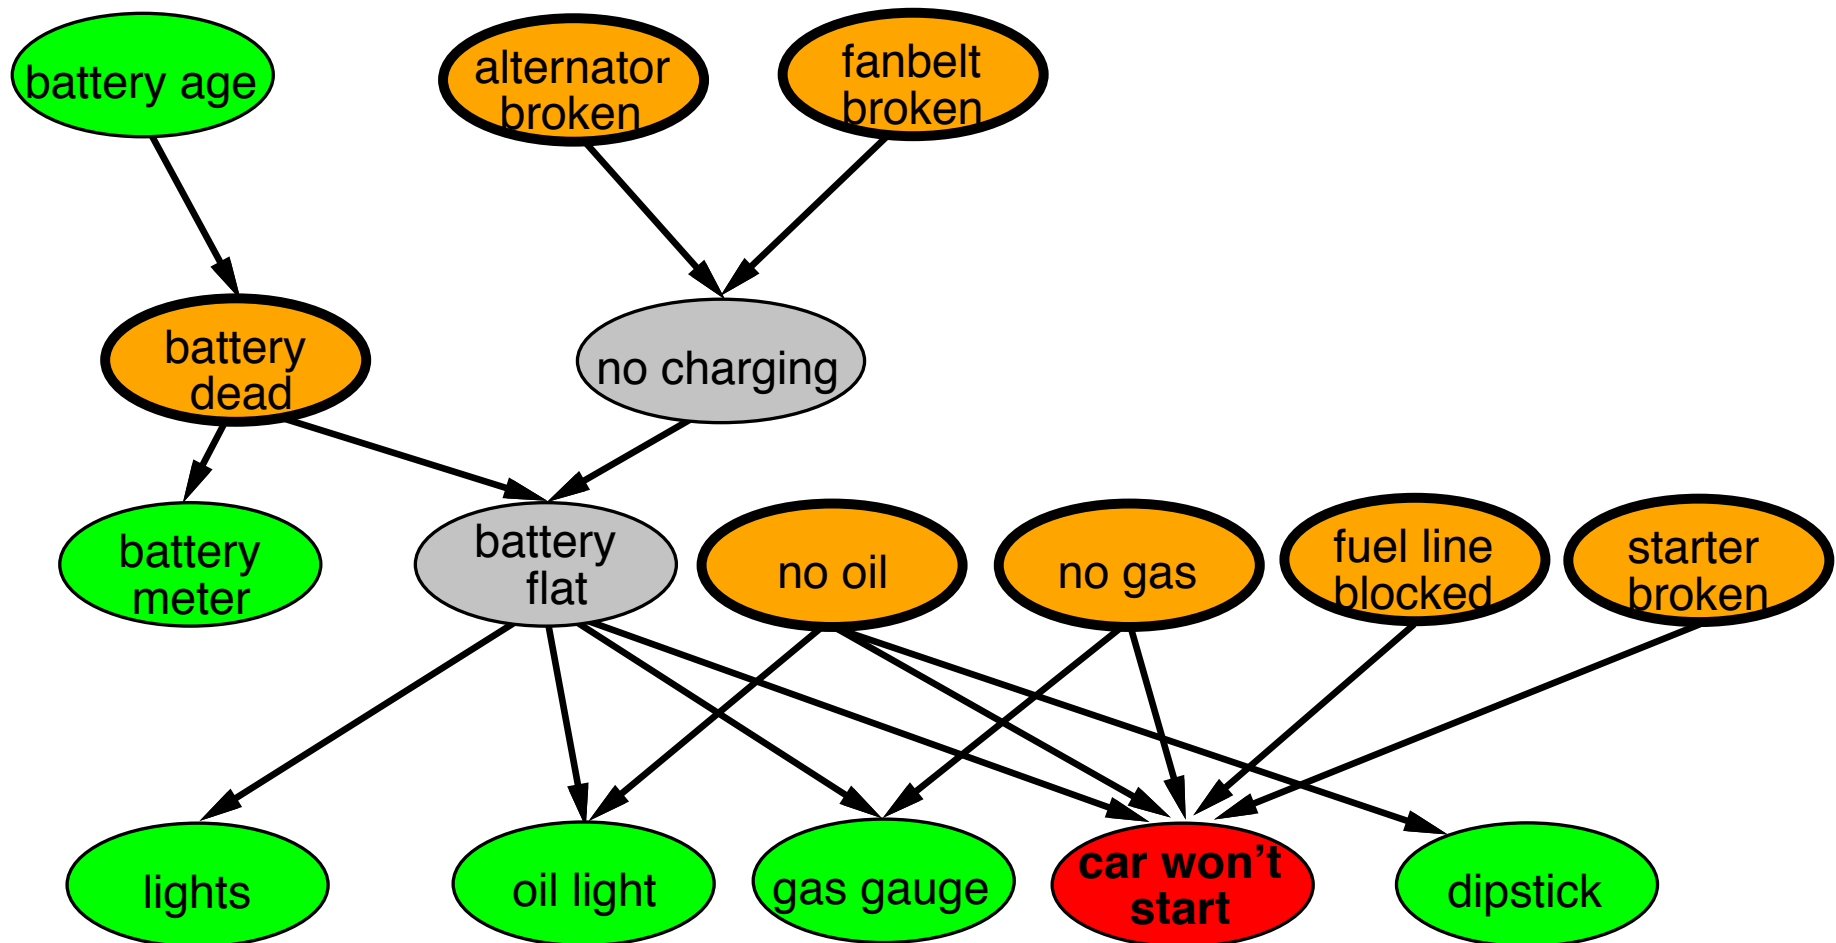 battery age
alternator
broken
fanbelt
broken
battery
dead
no charging
battery
meter
battery
flat
no oil
no gas
fuel line
blocked
starter
broken
lights
oil light
gas gauge
car won't
start
dipstick